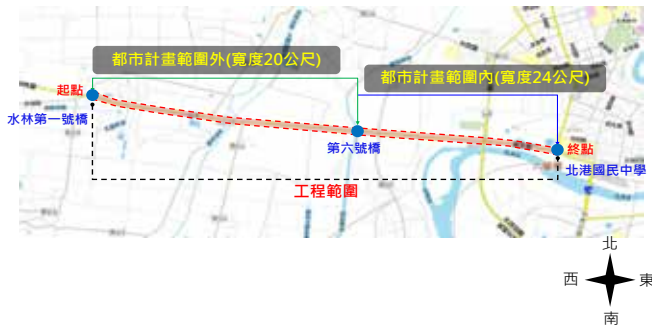 都市計畫範圍外(寬度20公尺)
都市計畫範圍內(寬度24公尺)
起點
水林第一號橋
第六號橋
終點
北港國民中學
工程範圍
北
西
東
南